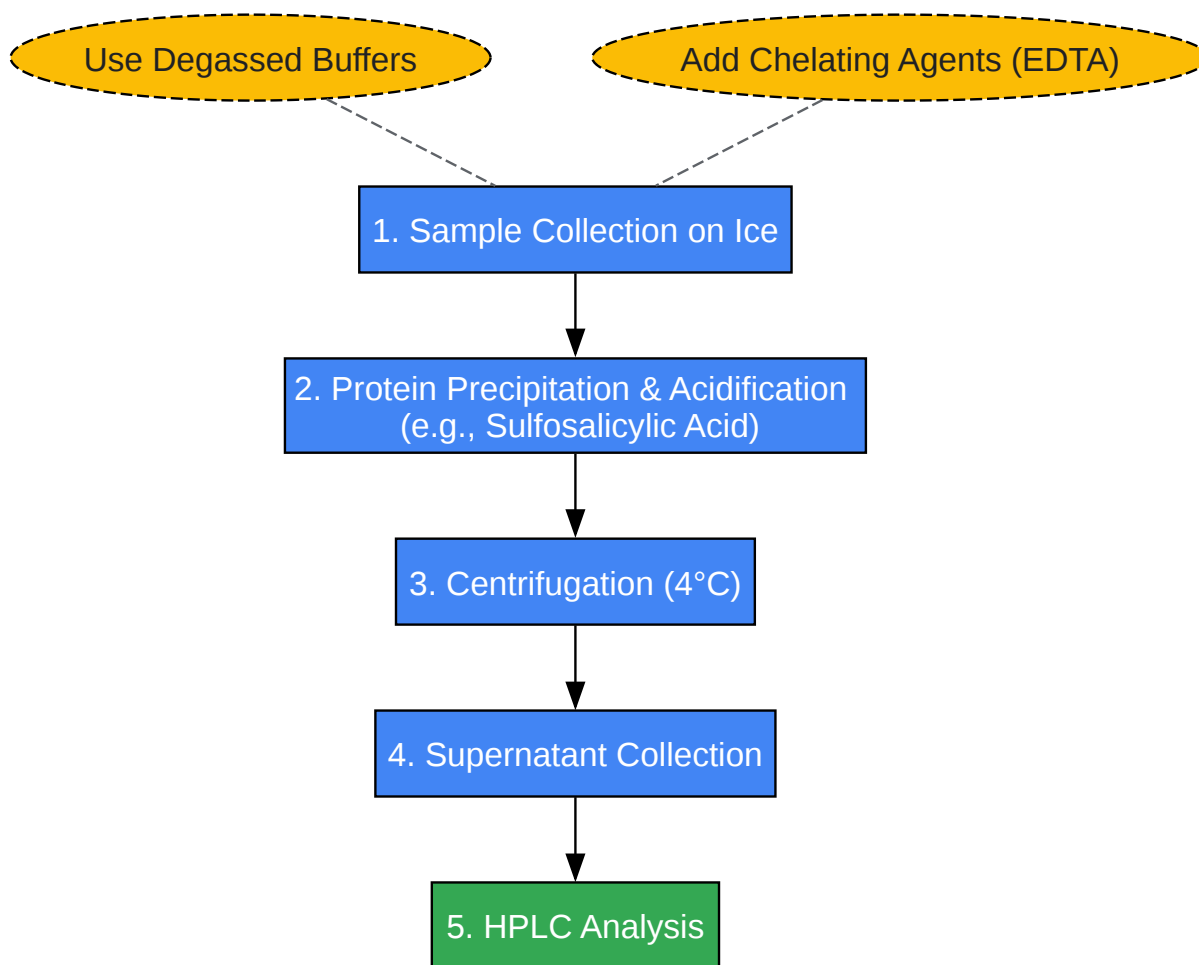 Use Degassed Buffers
Add Chelating Agents (EDTA)
1. Sample Collection on Ice
2. Protein Precipitation & Acidification
(e.g., Sulfosalicylic Acid)
3. Centrifugation (4°C)
4. Supernatant Collection
5. HPLC Analysis